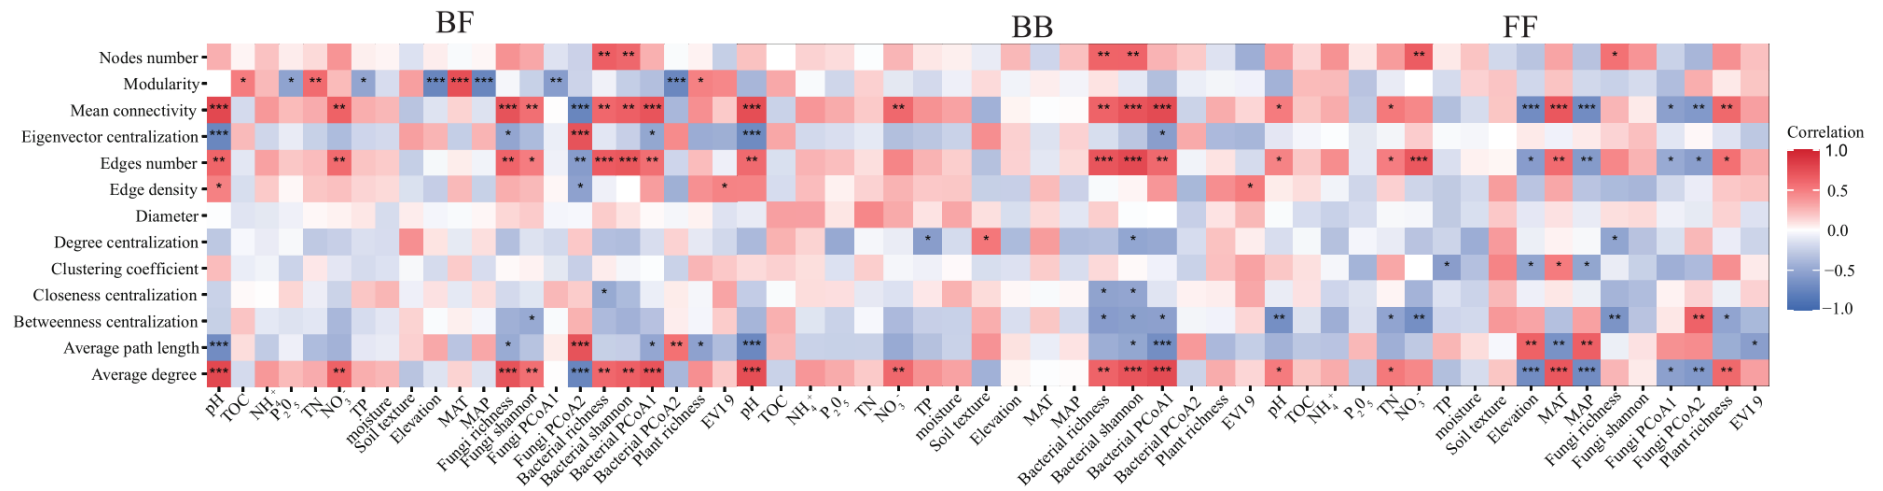 BF BB FF
Nodes number
Modularity
Mean connectivity
Eigenvector centralization
Edges number
Edge density
Diameter
Degree centralization
Clustering coefficient
Closeness centralization
Betweenness centralization
Average path length
Average degree
pH TOC NH₄⁺ P₂0₅ TN NO₃⁻ TP moisture Soil texture Elevation MAT MAP Fungi richness Fungi shannon Fungi PCoA1 Fungi PCoA2 Bacterial richness Bacterial shannon Bacterial PCoA1 Bacterial PCoA2 Plant richness EVI 9
pH TOC NH₄⁺ P₂0₅ TN NO₃⁻ TP moisture Soil texture Elevation MAT MAP Bacterial richness Bacterial shannon Bacterial PCoA1 Bacterial PCoA2 Plant richness EVI 9
pH TOC NH₄⁺ P₂0₅ TN NO₃⁻ TP moisture Soil texture Elevation MAT MAP Fungi richness Fungi shannon Fungi PCoA1 Fungi PCoA2 Plant richness EVI 9
Correlation
1.0
0.5
0.0
−0.5
−1.0